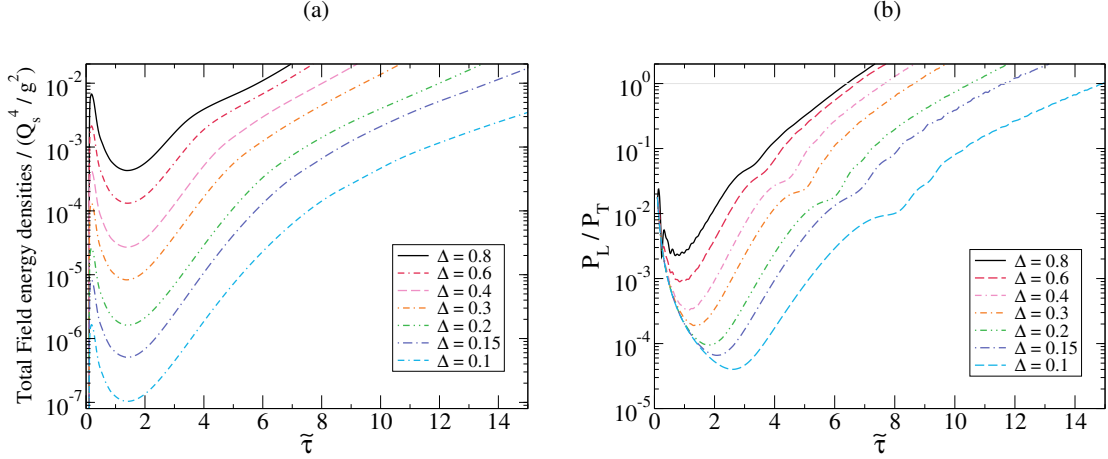 (a)
(b)
Total Field energy densities / (Q_s^4 / g^2)
10^-2
10^-3
10^-4
10^-5
10^-6
10^-7
0 2 4 6 8 10 12 14
τ̃
Δ = 0.8
Δ = 0.6
Δ = 0.4
Δ = 0.3
Δ = 0.2
Δ = 0.15
Δ = 0.1
P_L / P_T
10^0
10^-1
10^-2
10^-3
10^-4
10^-5
0 2 4 6 8 10 12 14
τ̃
Δ = 0.8
Δ = 0.6
Δ = 0.4
Δ = 0.3
Δ = 0.2
Δ = 0.15
Δ = 0.1